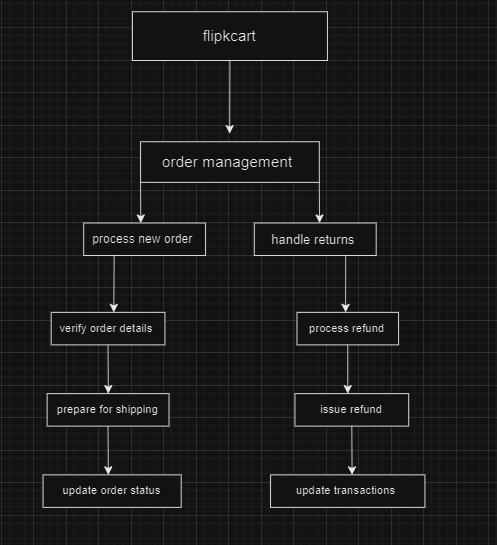 flipkcart
order management
process new order
handle returns
verify order details
process refund
prepare for shipping
issue refund
update order status
update transactions